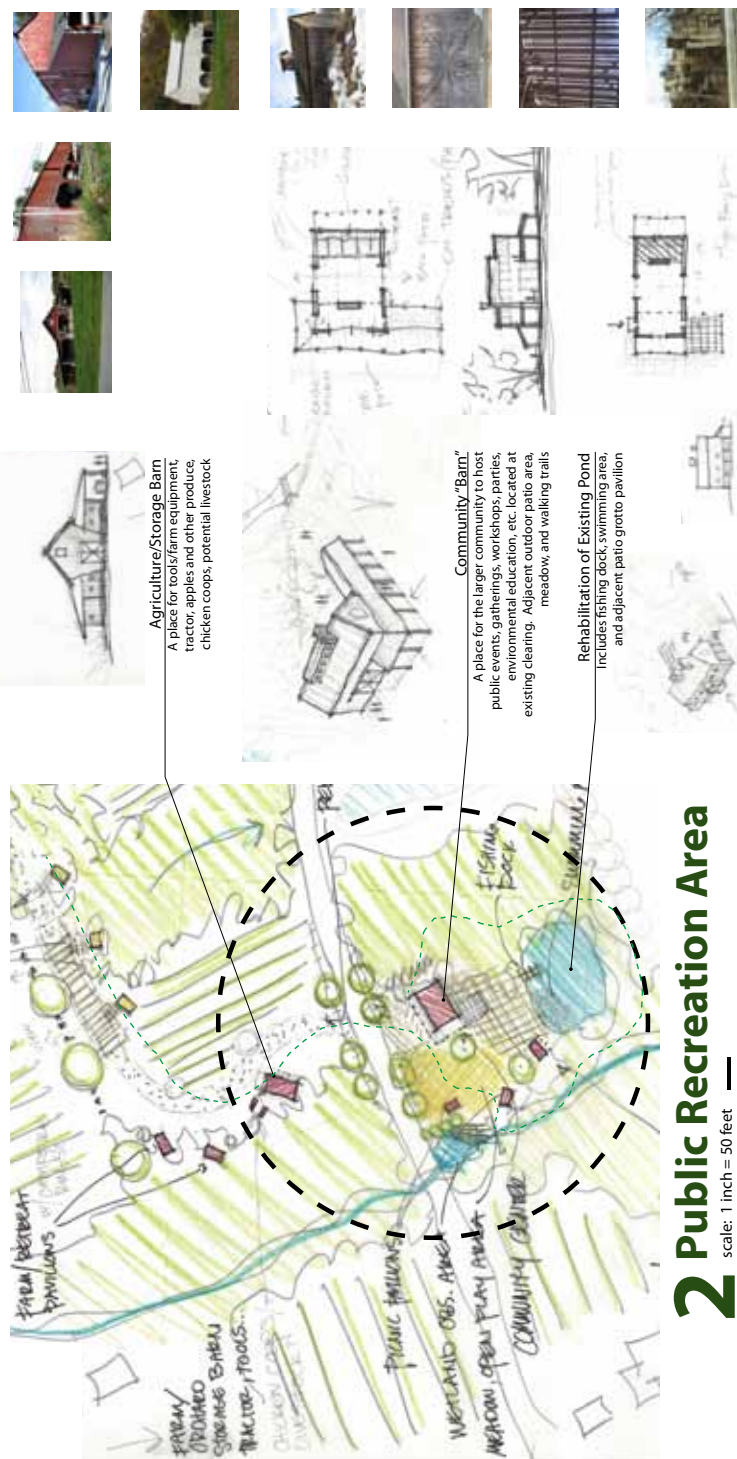 Agriculture/Storage Barn
A place for tools/farm equipment,
tractor, apples and other produce,
chicken coops, potential livestock
Community “Barn”
A place for the larger community to host
public events, gatherings, workshops, parties,
environmental education, etc. located at
existing clearing.  Adjacent outdoor patio area,
meadow, and walking trails
Rehabilitation of Existing Pond
Includes fishing dock, swimming area,
and adjacent patio grotto pavilion
FARM/RETREAT
PAVILIONS
FARM/
ORCHARD
STORAGE BARN
TRACTOR, TOOLS...
CHICKEN COOPS
PICNIC PAVILIONS
WETLAND OBS. AREA
MEADOW, OPEN PLAY AREA
COMMUNITY CENTER
FISHING
DOCK
SWIMMING
2 Public Recreation Area
scale: 1 inch = 50 feet